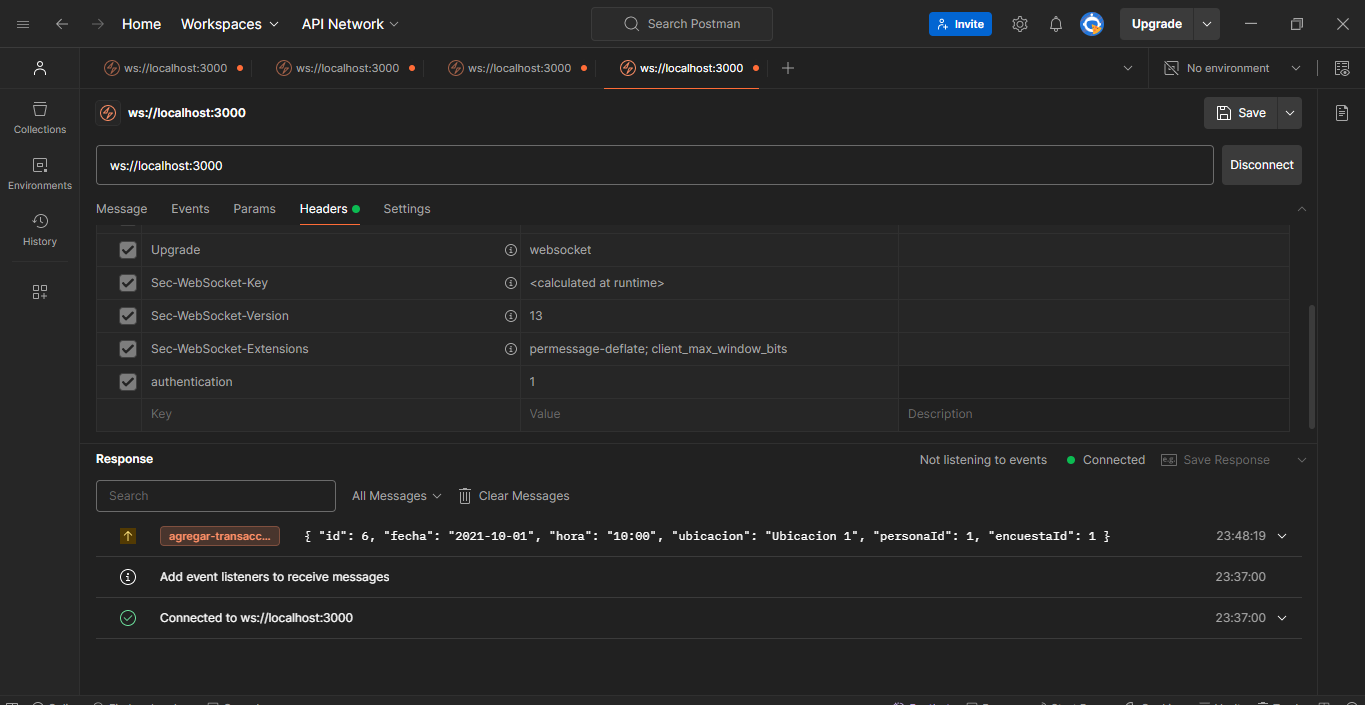 Home Workspaces API Network Search Postman Invite Upgrade
ws://localhost:3000 ws://localhost:3000 ws://localhost:3000 ws://localhost:3000 No environment
Collections
Environments
History
ws://localhost:3000 Save
ws://localhost:3000 Disconnect
Message Events Params Headers Settings
Upgrade websocket
Sec-WebSocket-Key <calculated at runtime>
Sec-WebSocket-Version 13
Sec-WebSocket-Extensions permessage-deflate; client_max_window_bits
authentication 1
Key Value Description
Response Not listening to events Connected e.g. Save Response
Search All Messages Clear Messages
agregar-transacc... { "id": 6, "fecha": "2021-10-01", "hora": "10:00", "ubicacion": "Ubicacion 1", "personaId": 1, "encuestaId": 1 } 23:48:19
Add event listeners to receive messages 23:37:00
Connected to ws://localhost:3000 23:37:00